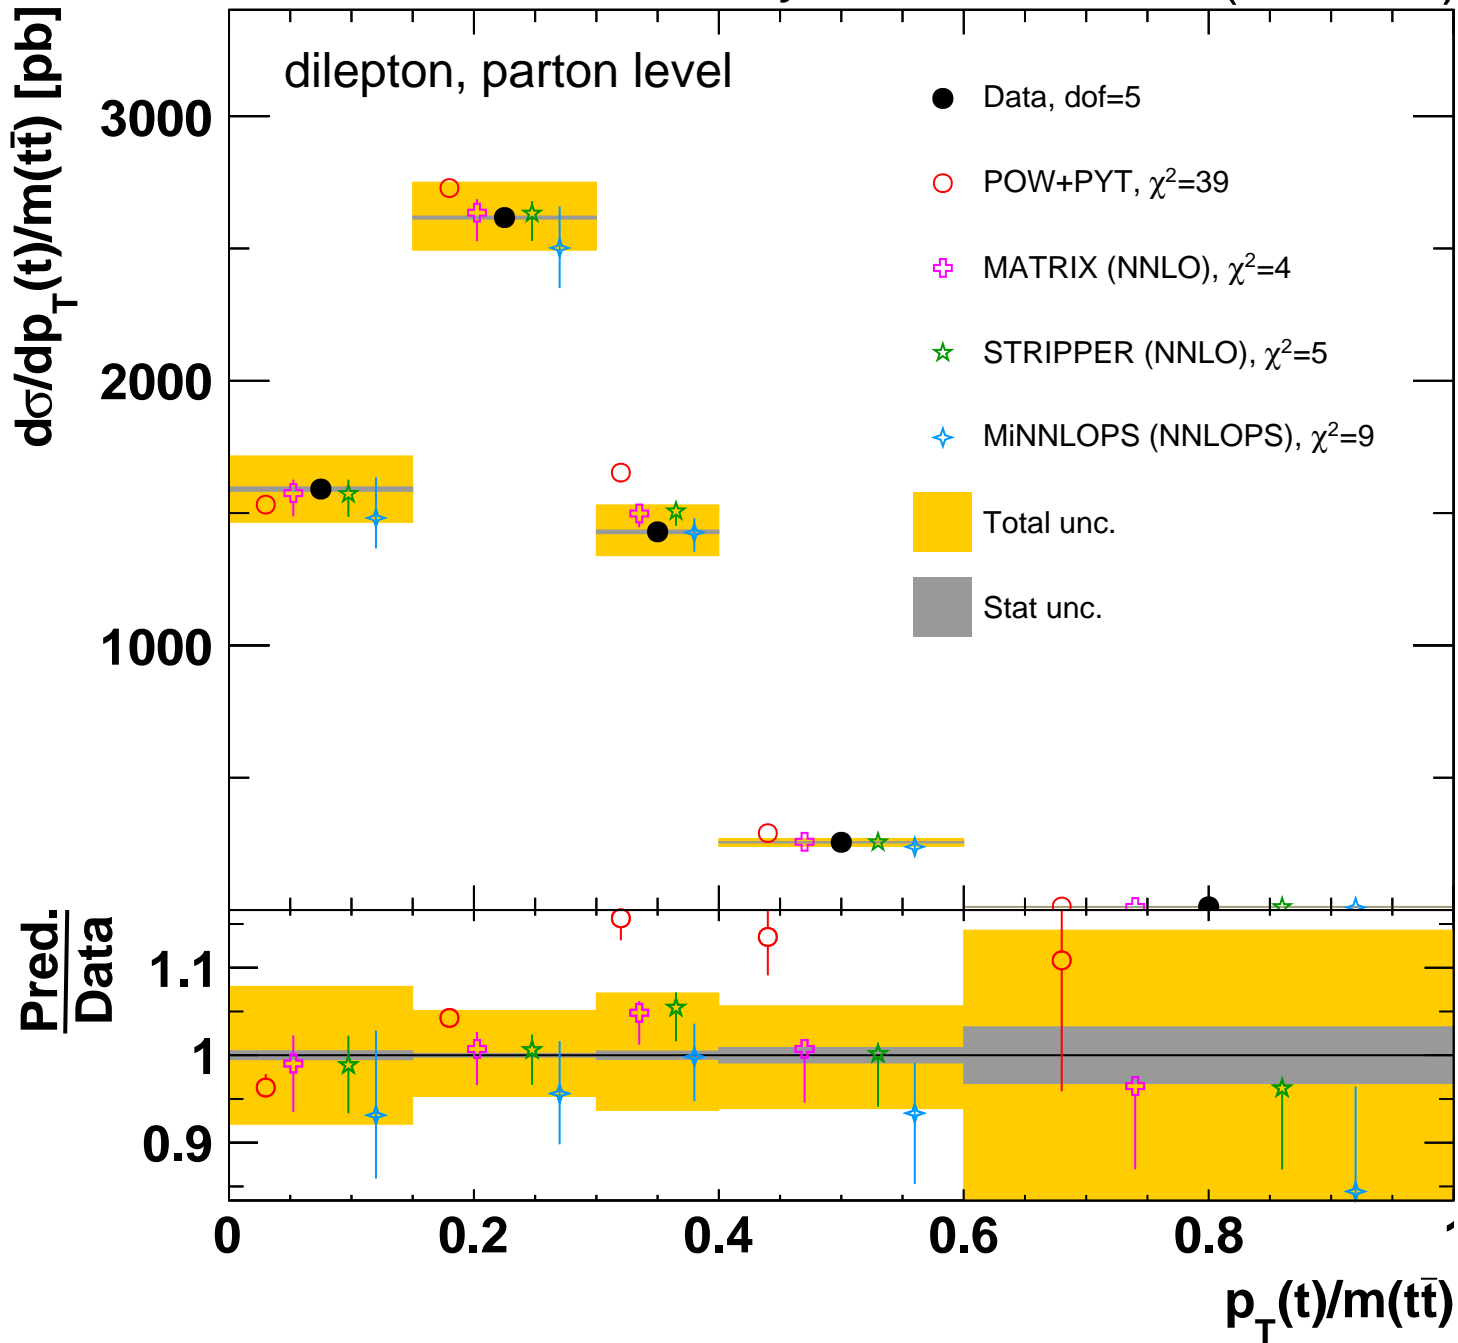 dilepton, parton level
dσ/dp_T(t)/m(tt̄) [pb]
3000
2000
1000
Data, dof=5
POW+PYT, χ²=39
MATRIX (NNLO), χ²=4
STRIPPER (NNLO), χ²=5
MiNNLOPS (NNLOPS), χ²=9
Total unc.
Stat unc.
Pred.
Data
1.1
1
0.9
0
0.2
0.4
0.6
0.8
p_T(t)/m(tt̄)